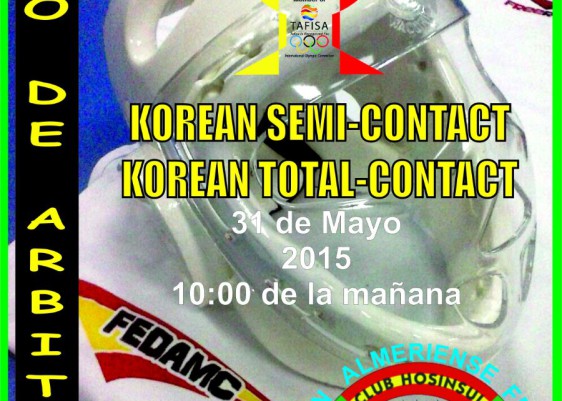 TAFISA
KOREAN SEMI-CONTACT
KOREAN TOTAL-CONTACT
31 de Mayo
2015
10:00 de la mañana
O DE ARBIT
FEDAMC
ALMERIENSE
CLUB HOSINSUL